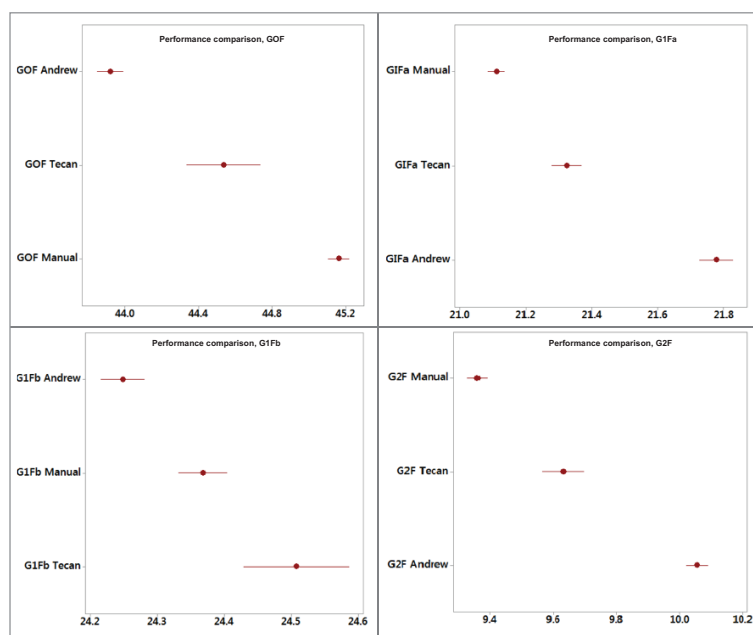 Performance comparison, GOF
GOF Andrew
GOF Tecan
GOF Manual
44.0 44.4 44.8 45.2
Performance comparison, G1Fa
GIFa Manual
GIFa Tecan
GIFa Andrew
21.0 21.2 21.4 21.6 21.8
Performance comparison, G1Fb
G1Fb Andrew
G1Fb Manual
G1Fb Tecan
24.2 24.3 24.4 24.5 24.6
Performance comparison, G2F
G2F Manual
G2F Tecan
G2F Andrew
9.4 9.6 9.8 10.0 10.2